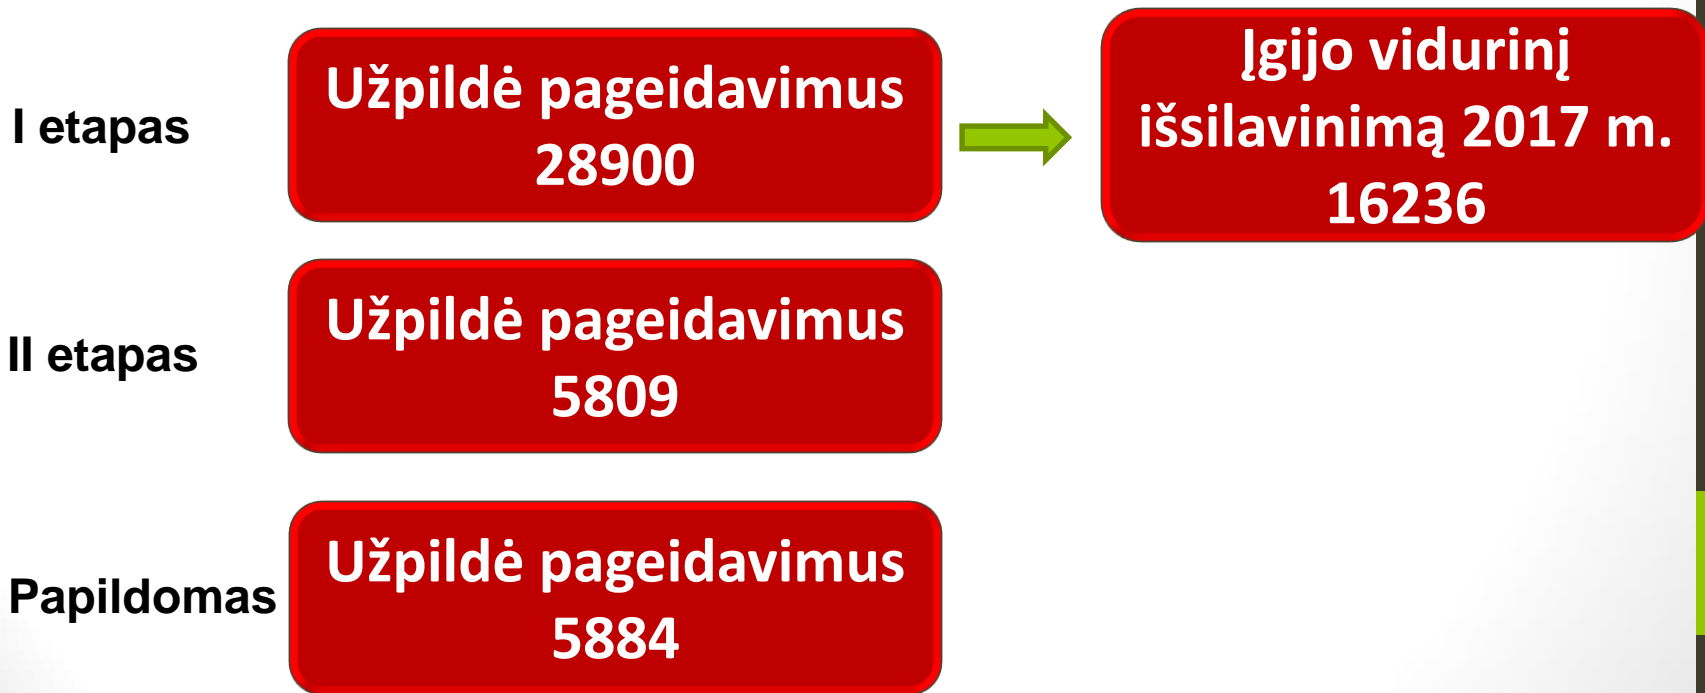 I etapas
Užpildė pageidavimus
28900
Įgijo vidurinį
išsilavinimą 2017 m.
16236
II etapas
Užpildė pageidavimus
5809
Papildomas
Užpildė pageidavimus
5884